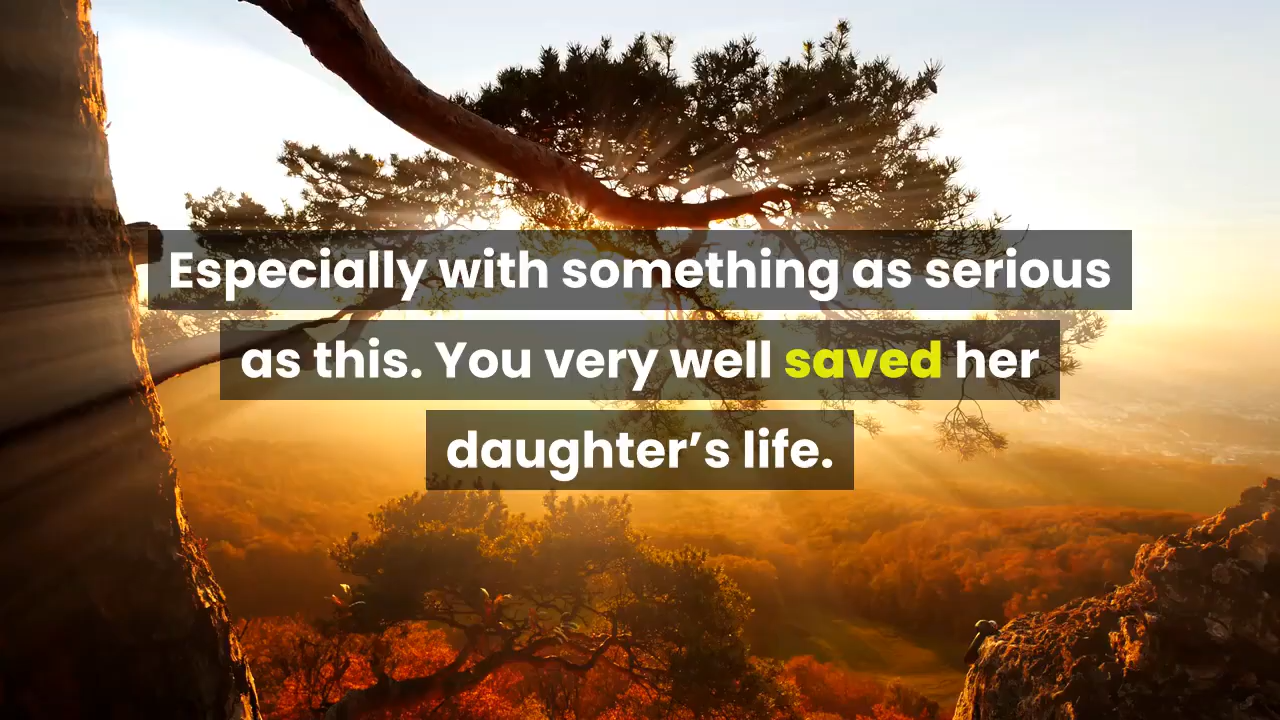 Especially with something as serious
as this. You very well saved her
daughter’s life.